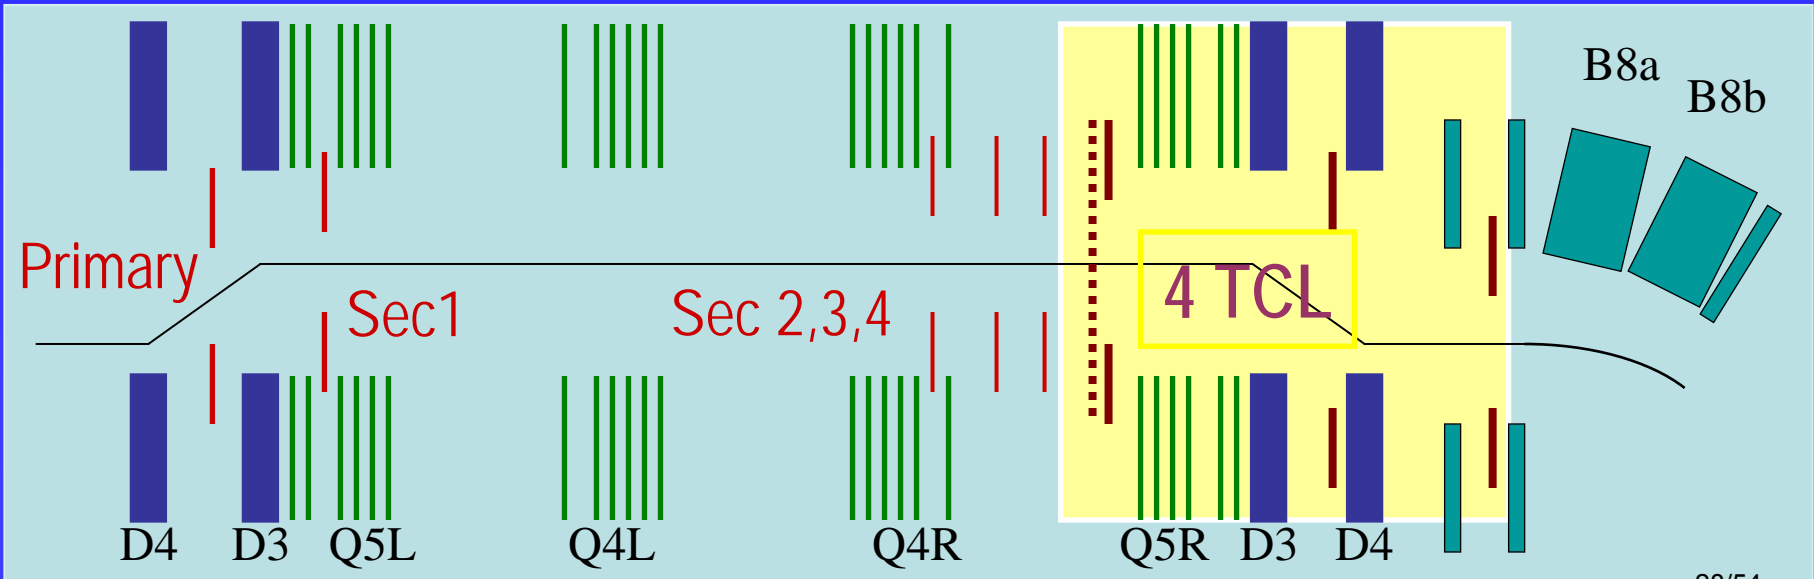 B8a
B8b
Primary
Sec1
Sec 2,3,4
4 TCL
D4 D3 Q5L Q4L Q4R Q5R D3 D4